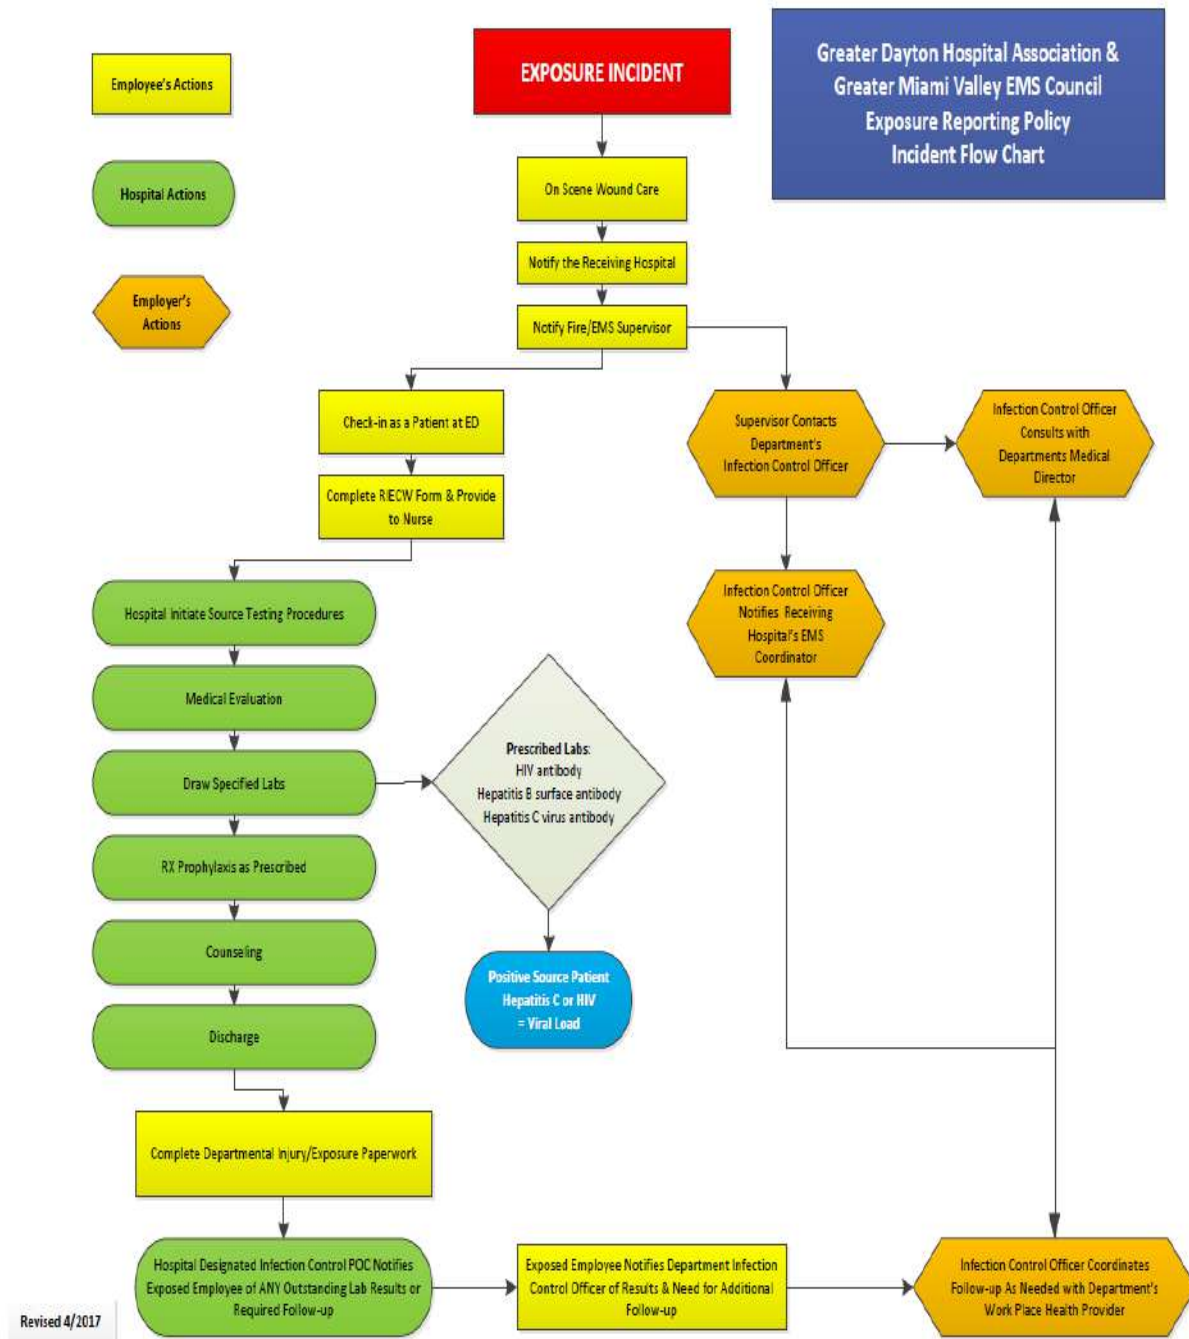 Employee's Actions
Hospital Actions
Employer's
Actions
EXPOSURE INCIDENT
Greater Dayton Hospital Association &
Greater Miami Valley EMS Council
Exposure Reporting Policy
Incident Flow Chart
On Scene Wound Care
Notify the Receiving Hospital
Notify Fire/EMS Supervisor
Check-in as a Patient at ED
Complete RIECW Form & Provide
to Nurse
Supervisor Contacts
Department's
Infection Control Officer
Infection Control Officer
Consults with
Departments Medical
Director
Infection Control Officer
Notifies Receiving
Hospital's EMS
Coordinator
Hospital Initiate Source Testing Procedures
Medical Evaluation
Draw Specified Labs
RX Prophylaxis as Prescribed
Counseling
Discharge
Prescribed Labs:
HIV antibody
Hepatitis B surface antibody
Hepatitis C virus antibody
Positive Source Patient
Hepatitis C or HIV
= Viral Load
Complete Departmental Injury/Exposure Paperwork
Hospital Designated Infection Control POC Notifies
Exposed Employee of ANY Outstanding Lab Results or
Required Follow-up
Exposed Employee Notifies Department Infection
Control Officer of Results & Need for Additional
Follow-up
Infection Control Officer Coordinates
Follow-up As Needed with Department's
Work Place Health Provider
Revised 4/2017